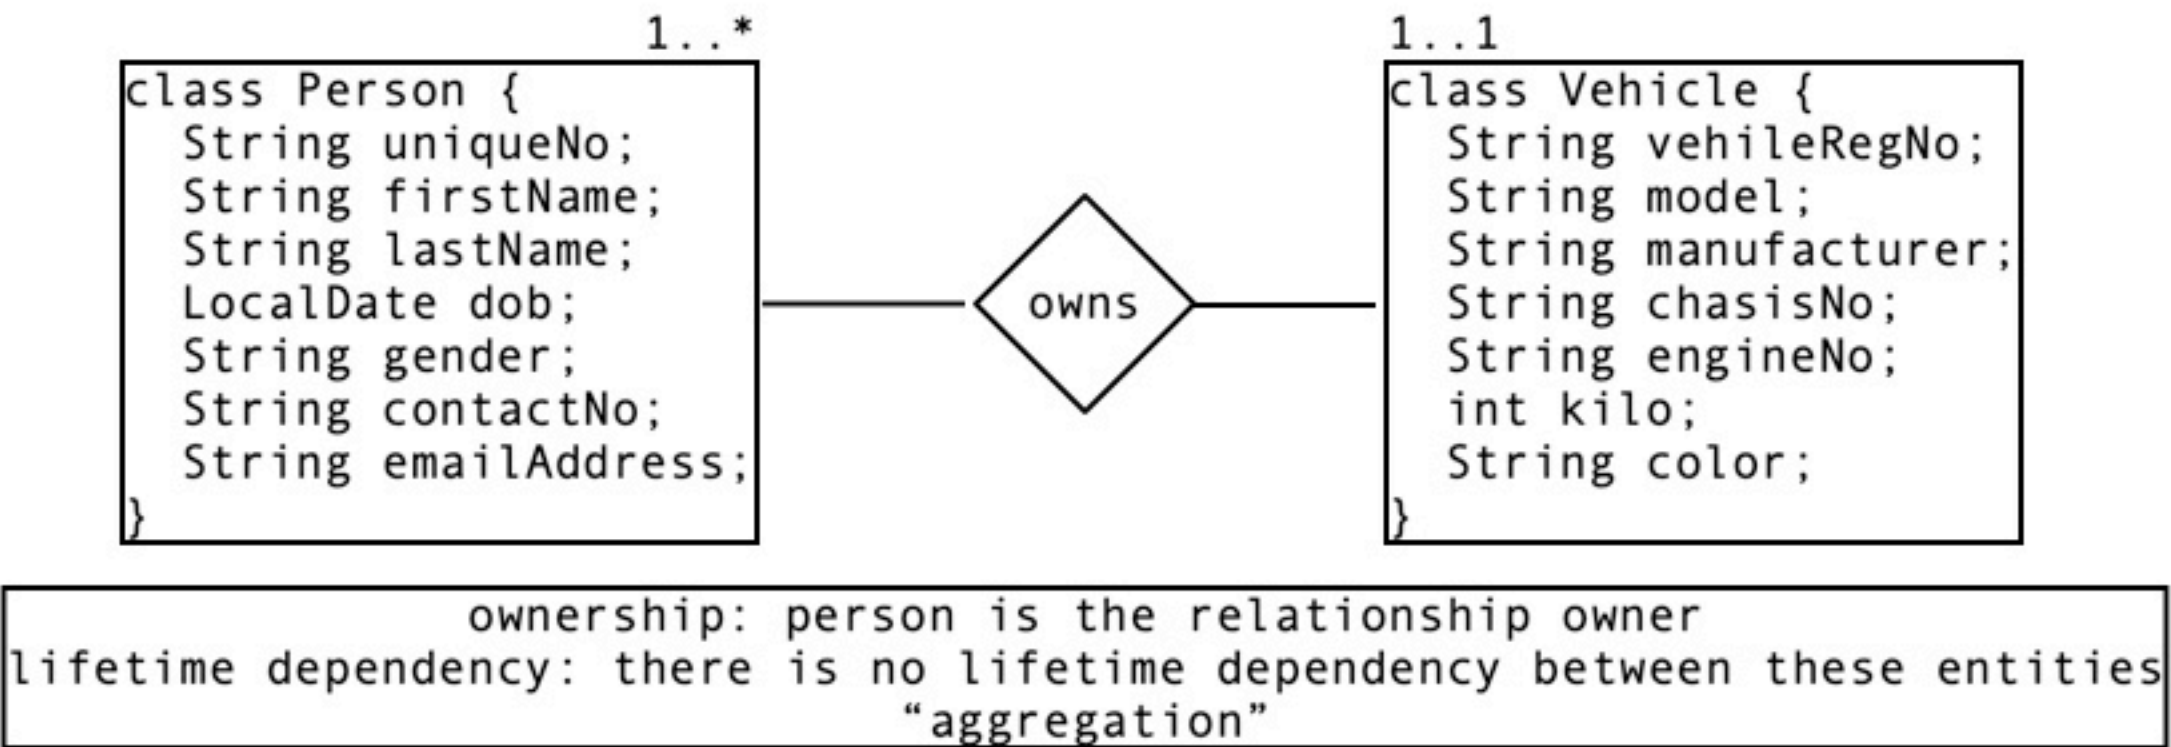 1..*
class Person {
String uniqueNo;
String firstName;
String lastName;
LocalDate dob;
String gender;
String contactNo;
String emailAddress;
}
owns
1..1
class Vehicle {
String vehileRegNo;
String model;
String manufacturer;
String chasisNo;
String engineNo;
int kilo;
String color;
}
ownership: person is the relationship owner
lifetime dependency: there is no lifetime dependency between these entities
“aggregation”